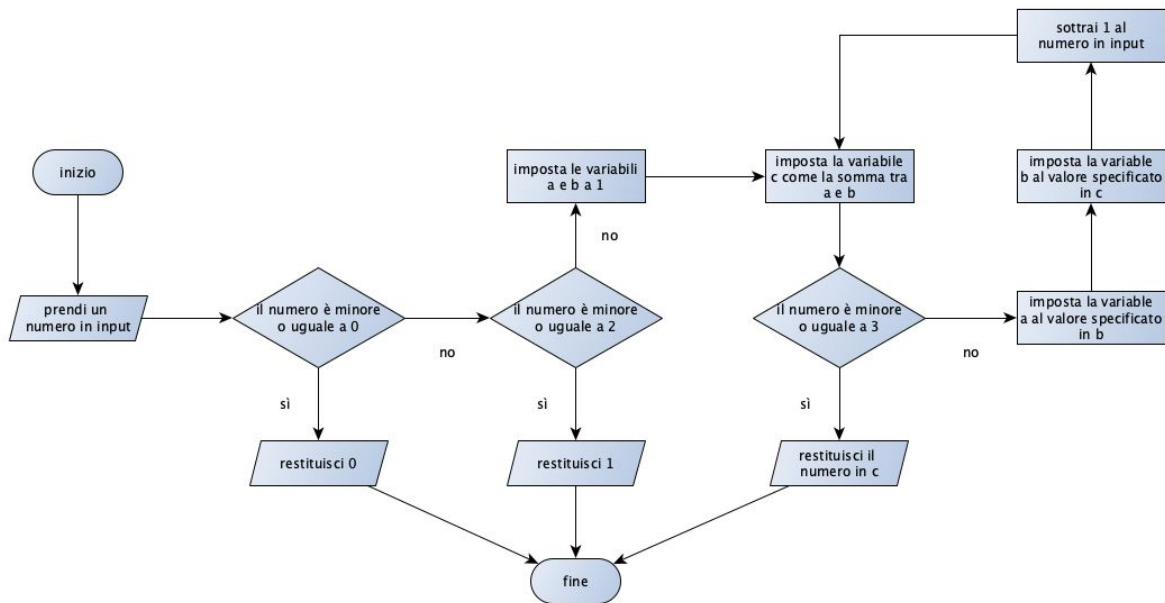 inizio
prendi un
numero in input
il numero è minore
o uguale a 0
sì
no
restituisci 0
il numero è minore
o uguale a 2
sì
no
restituisci 1
imposta le variabili
a e b a 1
imposta la variabile
c come la somma tra
a e b
il numero è minore
o uguale a 3
sì
no
restituisci il
numero in c
imposta la variable
a al valore specificato
in b
imposta la variable
b al valore specificato
in c
sottrai 1 al
numero in input
fine